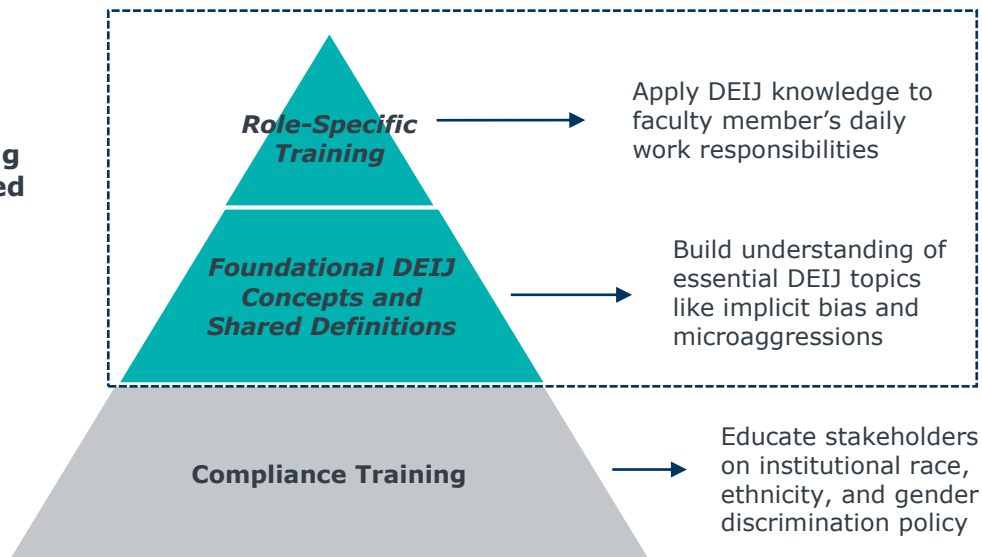 Role-Specific
Training
Apply DEIJ knowledge to
faculty member’s daily
work responsibilities
Foundational DEIJ
Concepts and
Shared Definitions
Build understanding of
essential DEIJ topics
like implicit bias and
microaggressions
Compliance Training
Educate stakeholders
on institutional race,
ethnicity, and gender
discrimination policy